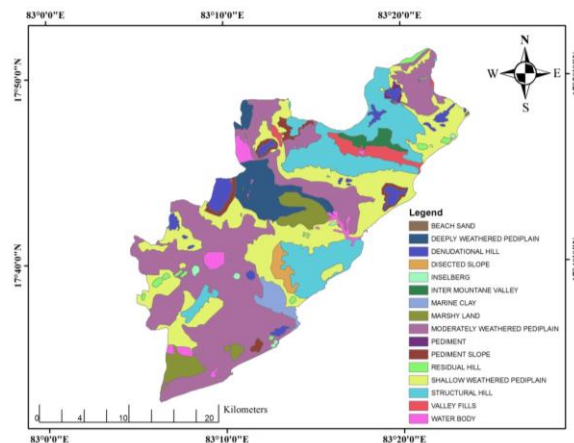 83°0'0"E 83°10'0"E 83°20'0"E
N
W E
S
17°50'0"N
17°40'0"N
Legend
BEACH SAND
DEEPLY WEATHERED PEDIPLAIN
DENUDATIONAL HILL
DISECTED SLOPE
INSELBERG
INTER MOUNTANE VALLEY
MARINE CLAY
MARSHY LAND
MODERATELY WEATHERED PEDIPLAIN
PEDIMENT
PEDIMENT SLOPE
RESIDUAL HILL
SHALLOW WEATHERED PEDIPLAIN
STRUCTURAL HILL
VALLEY FILLS
WATER BODY
Kilometers
0 4 10 20
83°0'0"E 83°10'0"E 83°20'0"E